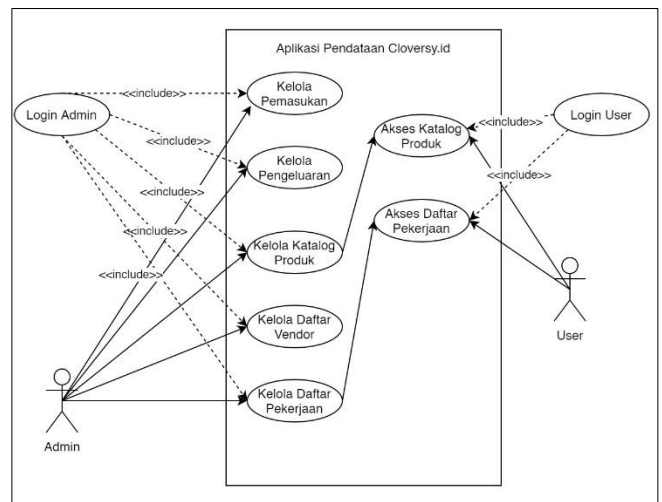 Aplikasi Pendataan Cloversy.id
Login Admin
<<include>>
<<include>>
<<include>>
<<include>>
<<include>>
Kelola
Pemasukan
Kelola
Pengeluaran
Kelola Katalog
Produk
Kelola Daftar
Vendor
Kelola Daftar
Pekerjaan
Akses Katalog
Produk
Akses Daftar
Pekerjaan
<<include>>
<<include>>
Login User
User
Admin